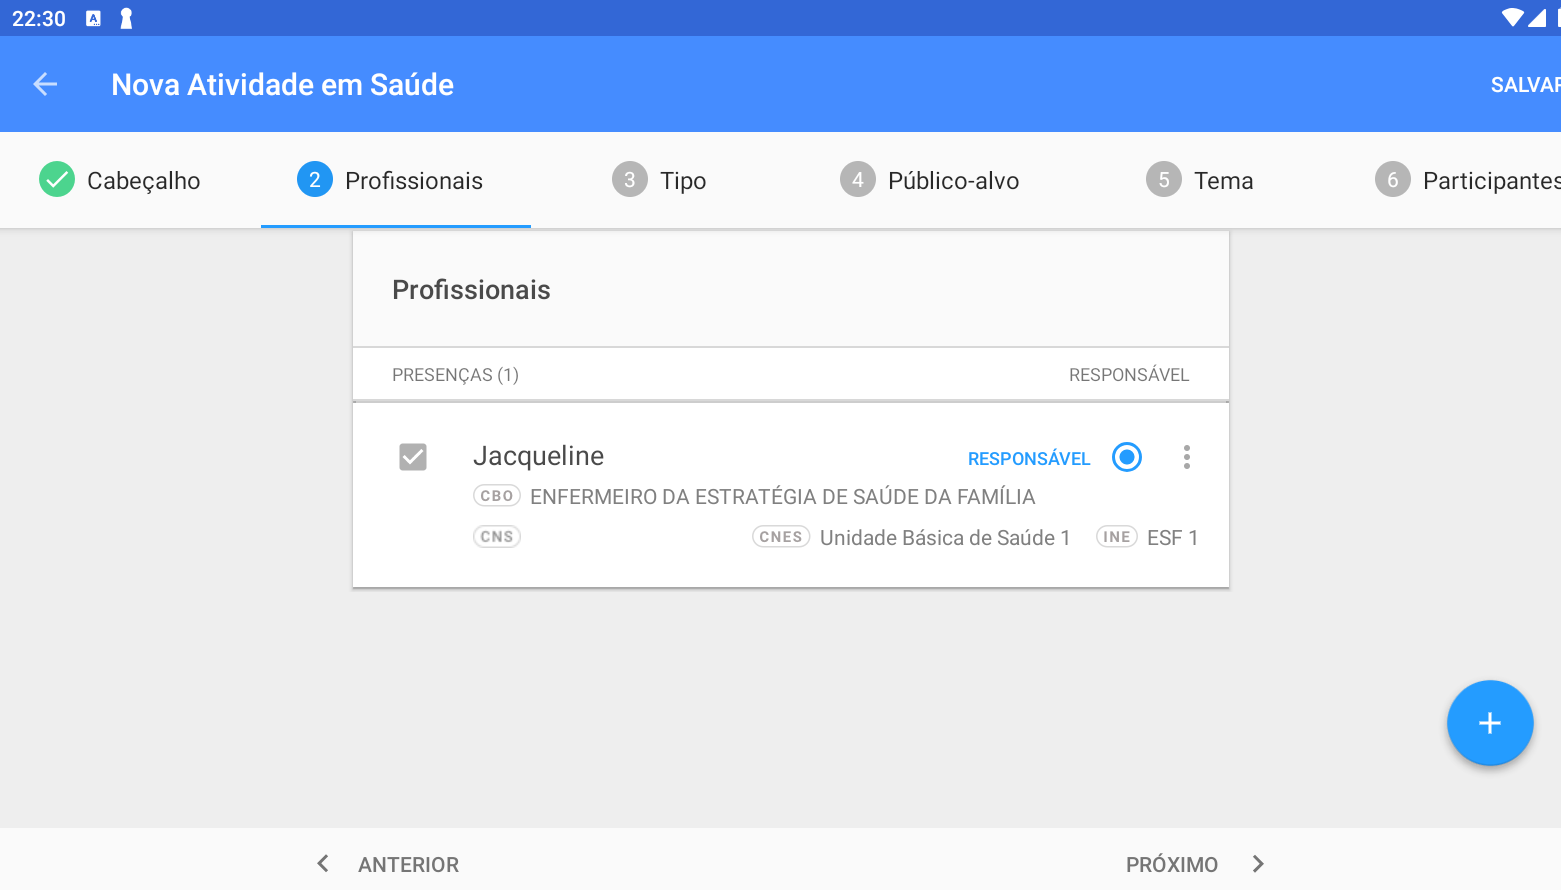 22:30
Nova Atividade em Saúde
SALVAR
Cabeçalho
2 Profissionais
3 Tipo
4 Público-alvo
5 Tema
6 Participantes
Profissionais
PRESENÇAS (1) RESPONSÁVEL
Jacqueline RESPONSÁVEL
CBO ENFERMEIRO DA ESTRATÉGIA DE SAÚDE DA FAMÍLIA
CNS CNES Unidade Básica de Saúde 1 INE ESF 1
ANTERIOR PRÓXIMO